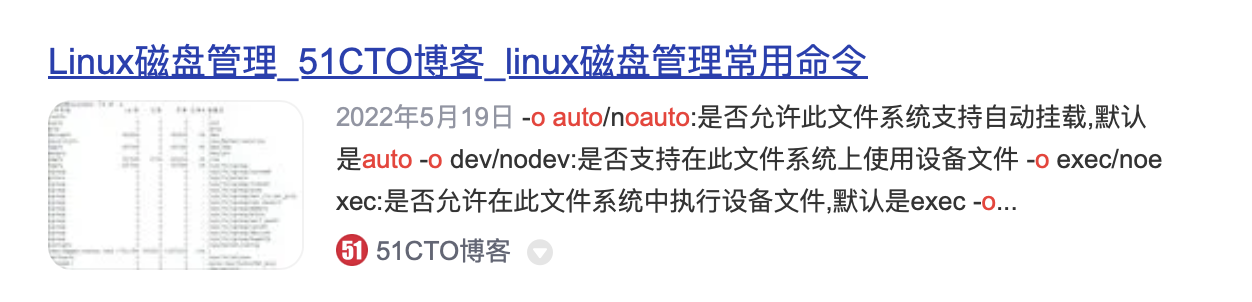 Linux磁盘管理_51CTO博客_linux磁盘管理常用命令
2022年5月19日 -o auto/noauto:是否允许此文件系统支持自动挂载,默认
是auto -o dev/nodev:是否支持在此文件系统上使用设备文件 -o exec/noe
xec:是否允许在此文件系统中执行设备文件,默认是exec -o...
51 51CTO博客